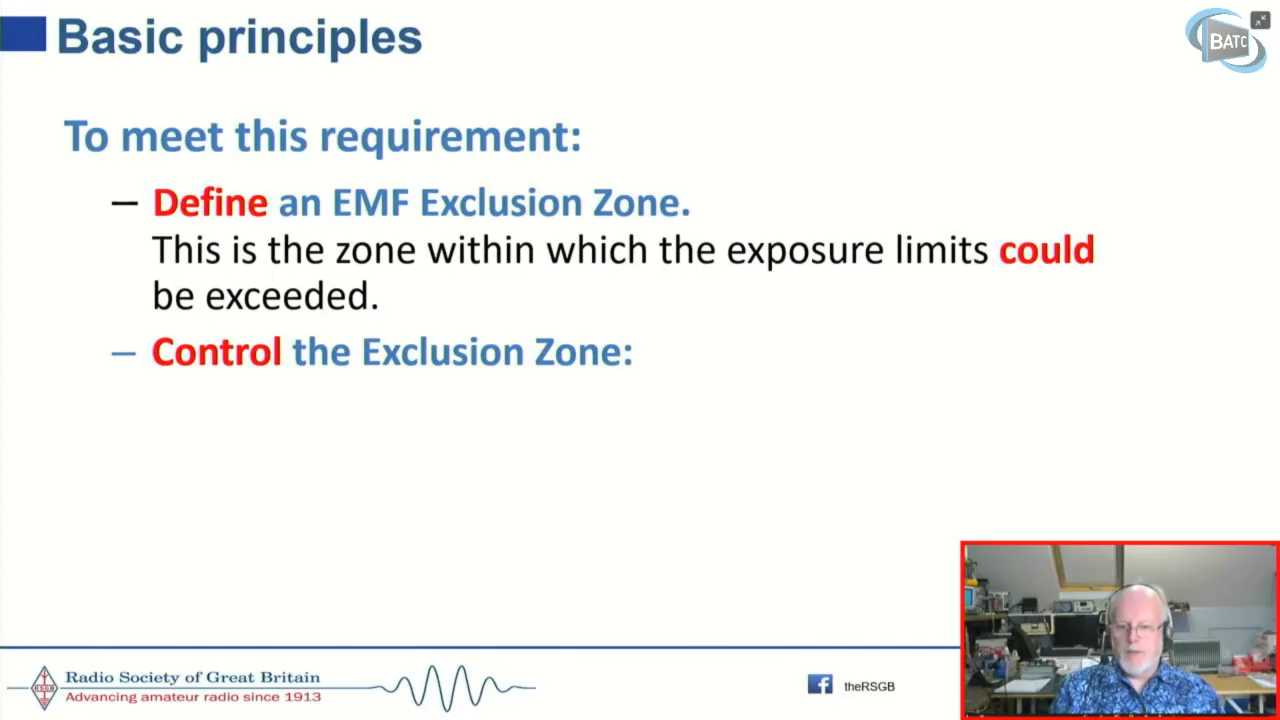 Basic principles
BATC
To meet this requirement:
– Define an EMF Exclusion Zone.
This is the zone within which the exposure limits could
be exceeded.
– Control the Exclusion Zone:
RSGB
Radio Society of Great Britain
Advancing amateur radio since 1913
theRSGB